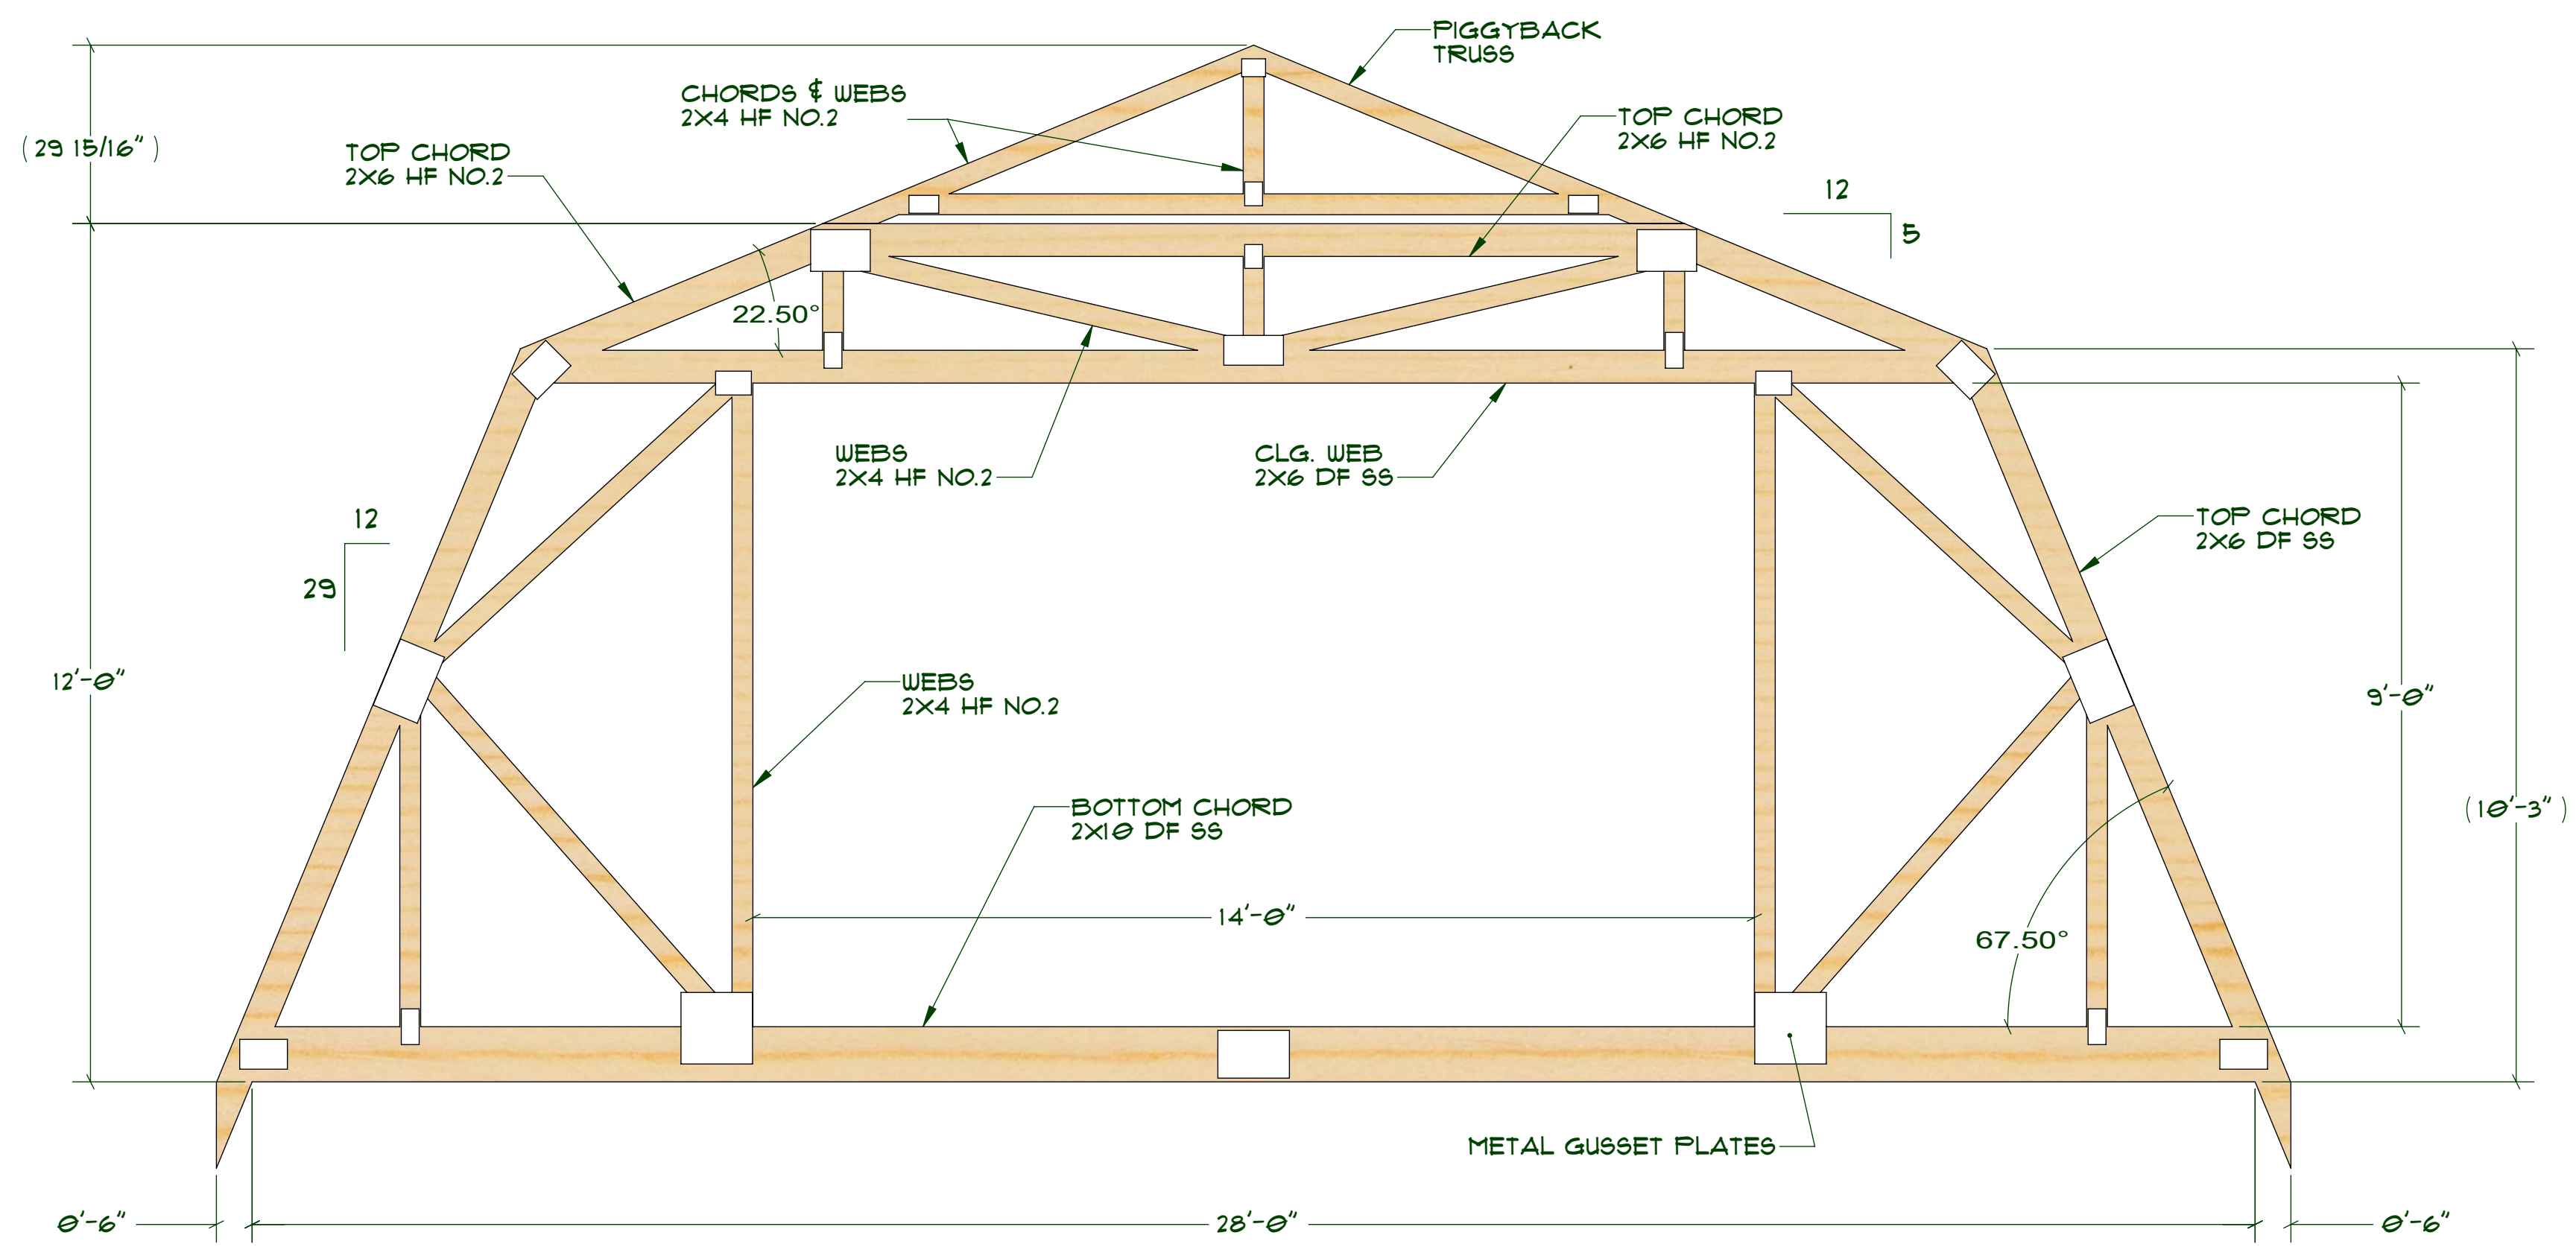 PIGGYBACK
TRUSS
CHORDS & WEBS
2X4 HF NO.2
TOP CHORD
2X6 HF NO.2
(29 15/16")
TOP CHORD
2X6 HF NO.2
12
5
22.50°
WEBS
2X4 HF NO.2
CLG. WEB
2X6 DF SS
12
29
TOP CHORD
2X6 DF SS
12'-0"
WEBS
2X4 HF NO.2
9'-0"
BOTTOM CHORD
2X10 DF SS
(10'-3")
14'-0"
67.50°
METAL GUSSET PLATES
0'-6"
28'-0"
0'-6"